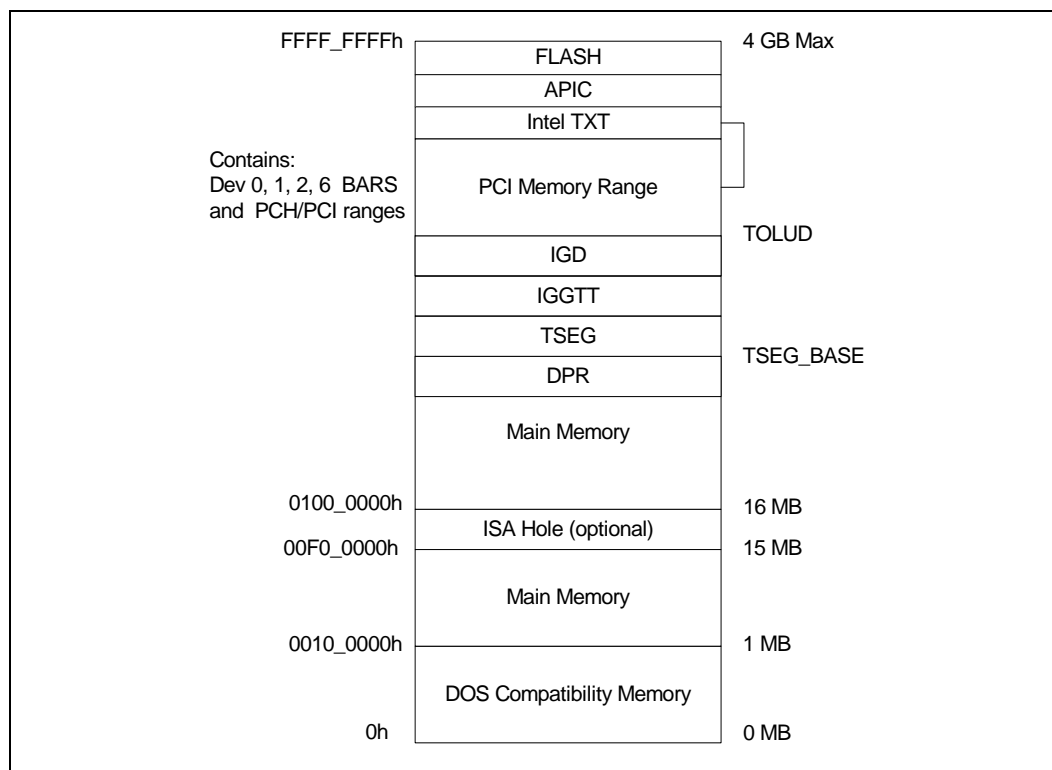 FFFF_FFFFh
4 GB Max
FLASH
APIC
Intel TXT
Contains:
Dev 0, 1, 2, 6 BARS
and PCH/PCI ranges
PCI Memory Range
TOLUD
IGD
IGGTT
TSEG
TSEG_BASE
DPR
Main Memory
0100_0000h
16 MB
ISA Hole (optional)
00F0_0000h
15 MB
Main Memory
0010_0000h
1 MB
DOS Compatibility Memory
0h
0 MB